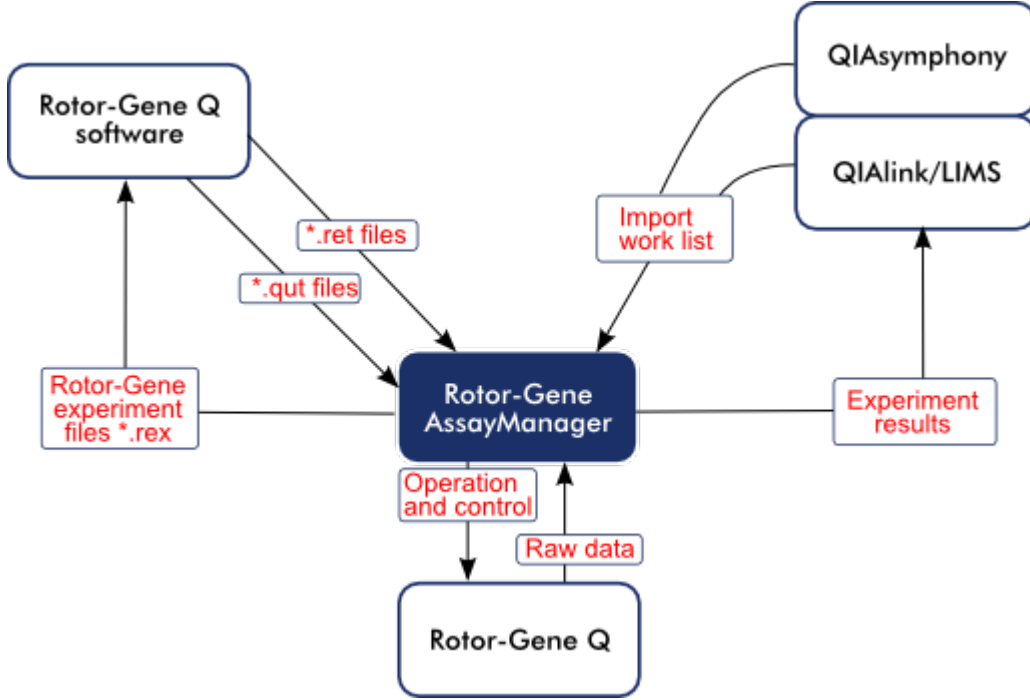 QIAsymphony
Rotor-Gene Q
software
QIAlink/LIMS
Import
work list
*.ret files
*.qut files
Rotor-Gene
experiment
files *.rex
Rotor-Gene
AssayManager
Experiment
results
Operation
and control
Raw data
Rotor-Gene Q